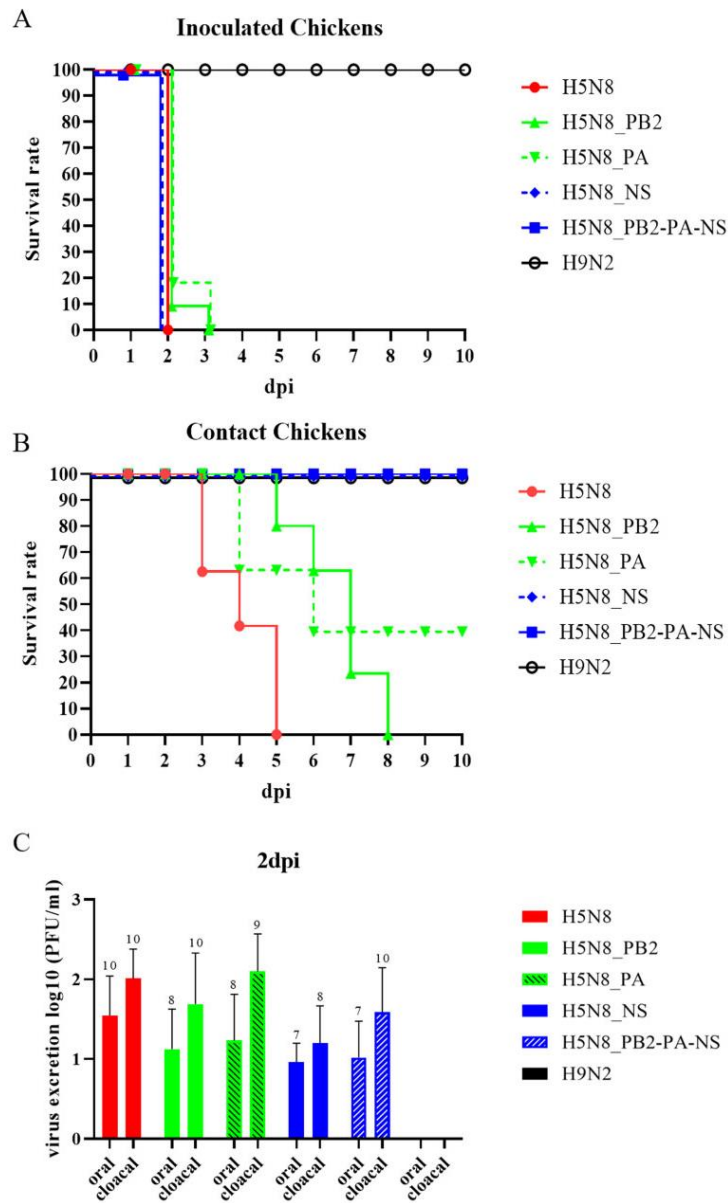 A
Inoculated Chickens
Survival rate
100
90
80
70
60
50
40
30
20
10
0
0 1 2 3 4 5 6 7 8 9 10
dpi
H5N8
H5N8_PB2
H5N8_PA
H5N8_NS
H5N8_PB2-PA-NS
H9N2
B
Contact Chickens
Survival rate
100
90
80
70
60
50
40
30
20
10
0
0 1 2 3 4 5 6 7 8 9 10
dpi
H5N8
H5N8_PB2
H5N8_PA
H5N8_NS
H5N8_PB2-PA-NS
H9N2
C
2dpi
virus excretion log10 (PFU/ml)
3
2
1
0
10 10 8 10 8 9 7 8 7 10
oral cloacal oral cloacal oral cloacal oral cloacal oral cloacal oral cloacal
H5N8
H5N8_PB2
H5N8_PA
H5N8_NS
H5N8_PB2-PA-NS
H9N2